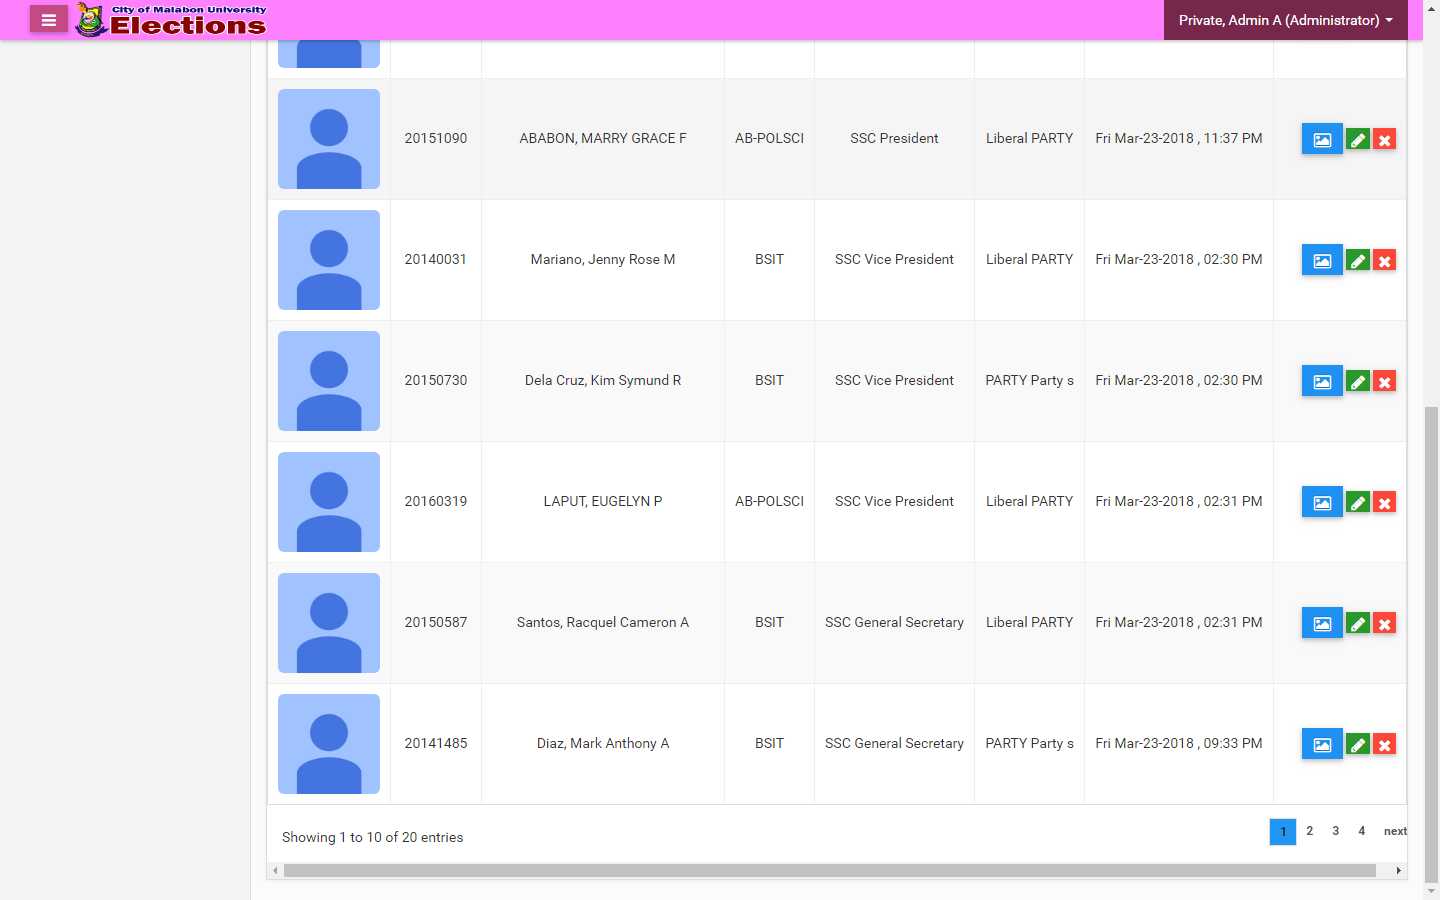 City of Malabon University
Elections
Private, Admin A (Administrator)
20151090 ABABON, MARRY GRACE F AB-POLSCI SSC President Liberal PARTY Fri Mar-23-2018 , 11:37 PM
20140031 Mariano, Jenny Rose M BSIT SSC Vice President Liberal PARTY Fri Mar-23-2018 , 02:30 PM
20150730 Dela Cruz, Kim Symund R BSIT SSC Vice President PARTY Party s Fri Mar-23-2018 , 02:30 PM
20160319 LAPUT, EUGELYN P AB-POLSCI SSC Vice President Liberal PARTY Fri Mar-23-2018 , 02:31 PM
20150587 Santos, Racquel Cameron A BSIT SSC General Secretary Liberal PARTY Fri Mar-23-2018 , 02:31 PM
20141485 Diaz, Mark Anthony A BSIT SSC General Secretary PARTY Party s Fri Mar-23-2018 , 09:33 PM
Showing 1 to 10 of 20 entries
1 2 3 4 next